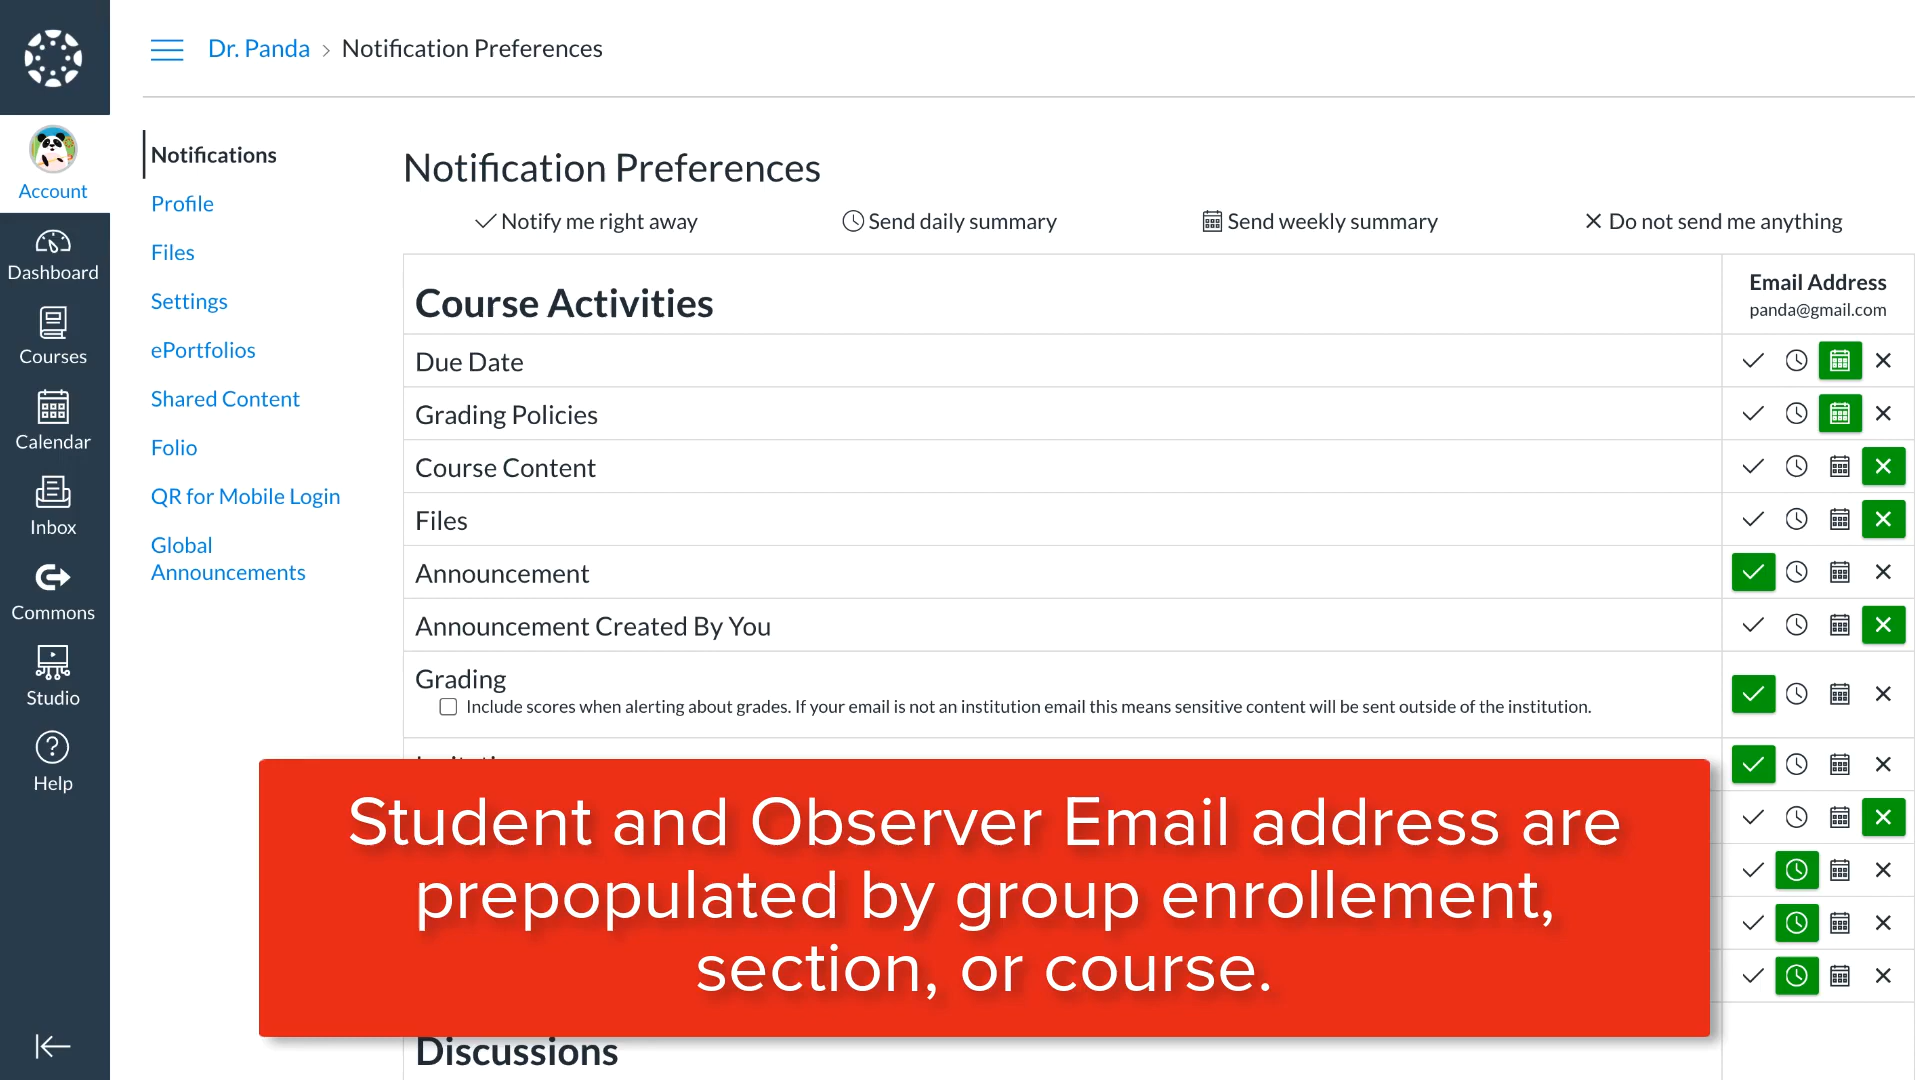 Dr. Panda > Notification Preferences
Account
Dashboard
Courses
Calendar
Inbox
Commons
Studio
Help
Notifications
Profile
Files
Settings
ePortfolios
Shared Content
Folio
QR for Mobile Login
Global
Announcements
Notification Preferences
Notify me right away
Send daily summary
Send weekly summary
Do not send me anything
Course Activities
Email Address
panda@gmail.com
Due Date
Grading Policies
Course Content
Files
Announcement
Announcement Created By You
Grading
Include scores when alerting about grades. If your email is not an institution email this means sensitive content will be sent outside of the institution.
Student and Observer Email address are
prepopulated by group enrollement,
section, or course.
Discussions